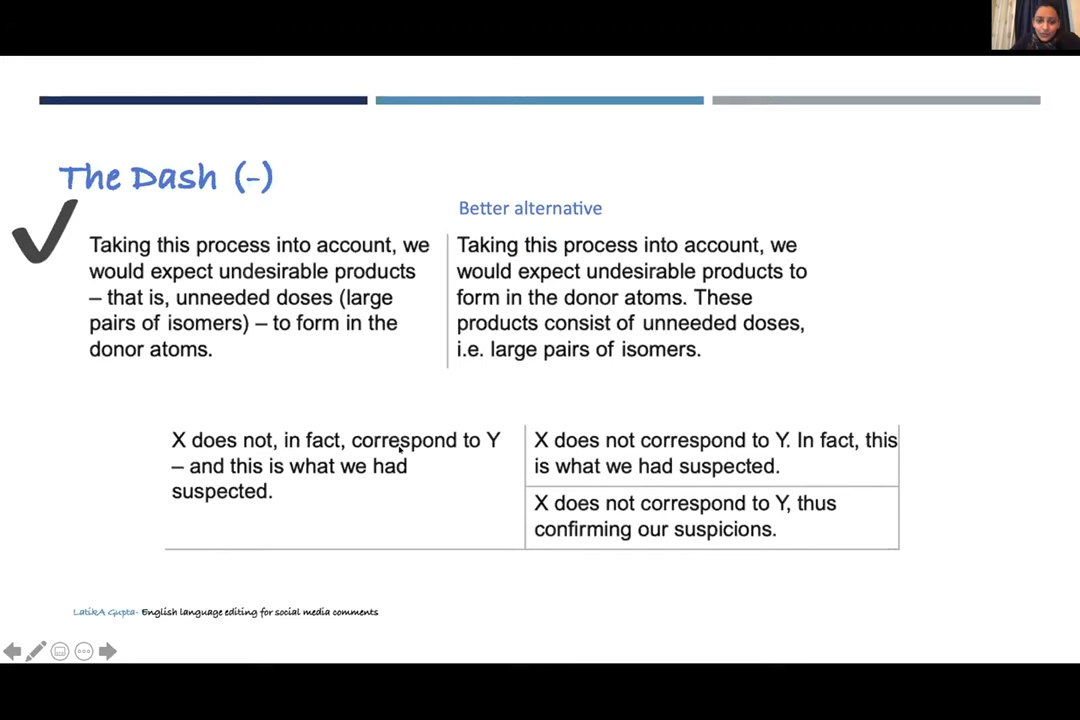 The Dash (-)
Better alternative
Taking this process into account, we
would expect undesirable products
– that is, unneeded doses (large
pairs of isomers) – to form in the
donor atoms.
Taking this process into account, we
would expect undesirable products to
form in the donor atoms. These
products consist of unneeded doses,
i.e. large pairs of isomers.
X does not, in fact, correspond to Y
– and this is what we had
suspected.
X does not correspond to Y. In fact, this
is what we had suspected.
X does not correspond to Y, thus
confirming our suspicions.
LatikA Gupta- English language editing for social media comments